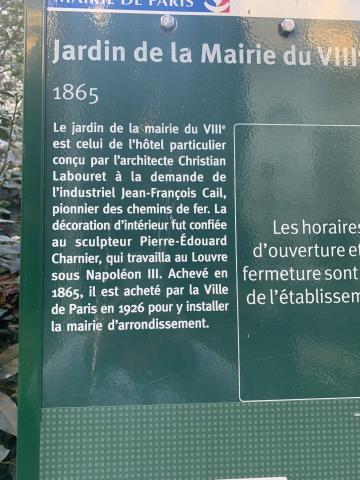 MAIRIE DE PARIS
Jardin de la Mairie du VIII
1865
Le jardin de la mairie du VIIIe
est celui de l'hôtel particulier
conçu par l'architecte Christian
Labouret à la demande de
l'industriel Jean-François Cail,
pionnier des chemins de fer. La
décoration d'intérieur fut confiée
au sculpteur Pierre-Édouard
Charnier, qui travailla au Louvre
sous Napoléon III. Achevé en
1865, il est acheté par la Ville
de Paris en 1926 pour y installer
la mairie d'arrondissement.
Les horaires
d'ouverture et
fermeture sont
de l'établissem